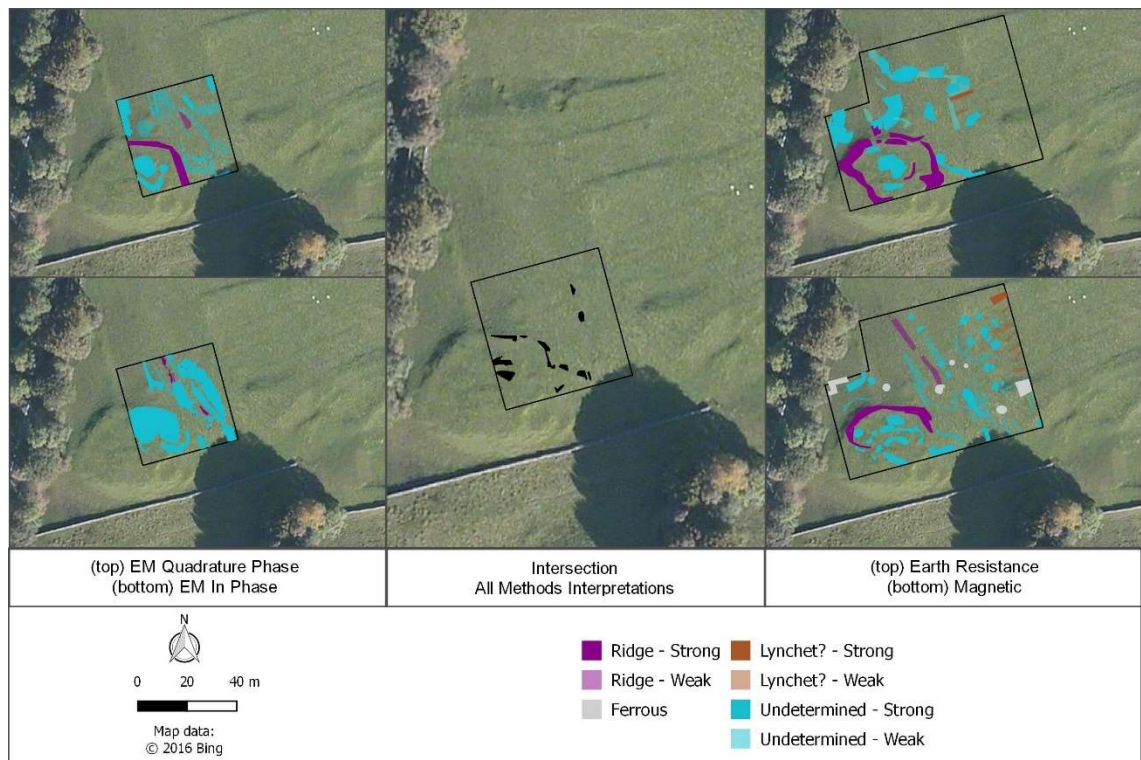 (top) EM Quadrature Phase
(bottom) EM In Phase
Intersection
All Methods Interpretations
(top) Earth Resistance
(bottom) Magnetic
N
0 20 40 m
Map data:
© 2016 Bing
Ridge - Strong
Ridge - Weak
Ferrous
Lynchet? - Strong
Lynchet? - Weak
Undetermined - Strong
Undetermined - Weak